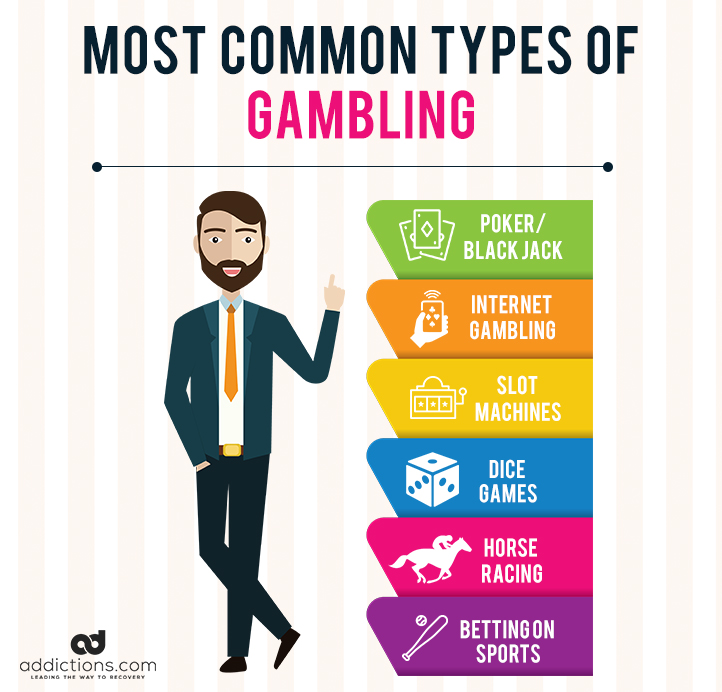 MOST COMMON TYPES OF
GAMBLING
POKER/
BLACK JACK
INTERNET
GAMBLING
SLOT
MACHINES
DICE
GAMES
HORSE
RACING
BETTING ON
SPORTS
ad
addictions.com
LEADING THE WAY TO RECOVERY